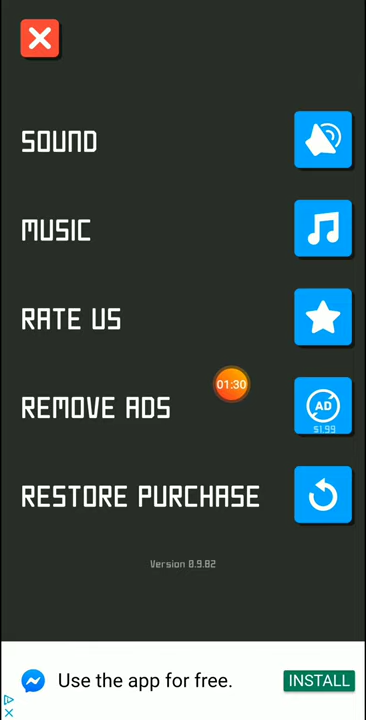 SOUND
MUSIC
RATE US
01:30
REMOVE ADS
AD
$1.99
RESTORE PURCHASE
Version 0.9.82
Use the app for free.
INSTALL